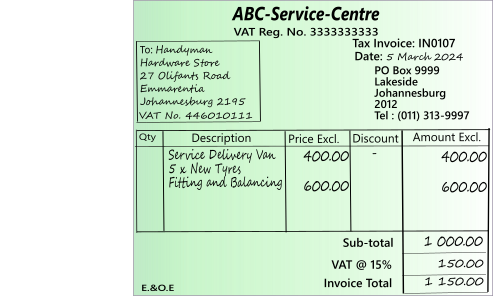 ABC-Service-Centre
VAT Reg. No. 3333333333
Tax Invoice: IN0107
Date: 5 March 2024
PO Box 9999
Lakeside
Johannesburg
2012
Tel : (011) 313-9997
To: Handyman
Hardware Store
27 Olifants Road
Emmarentia
Johannesburg 2195
VAT No. 446010111
Qty Description Price Excl. Discount Amount Excl.
Service Delivery Van 400.00 - 400.00
5 x New Tyres
Fitting and Balancing 600.00 600.00
Sub-total 1 000.00
VAT @ 15% 150.00
Invoice Total 1 150.00
E.&O.E